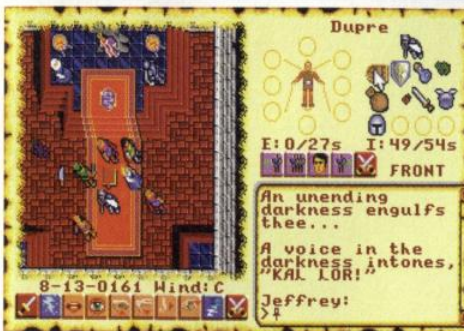 Dupre
E:0/27s I:49/54s
FRONT
An unending
darkness engulfs
thee...
A voice in the
darkness intones,
"KAL LOR!"
Jeffrey:
>
8-13-0161 Wind:C